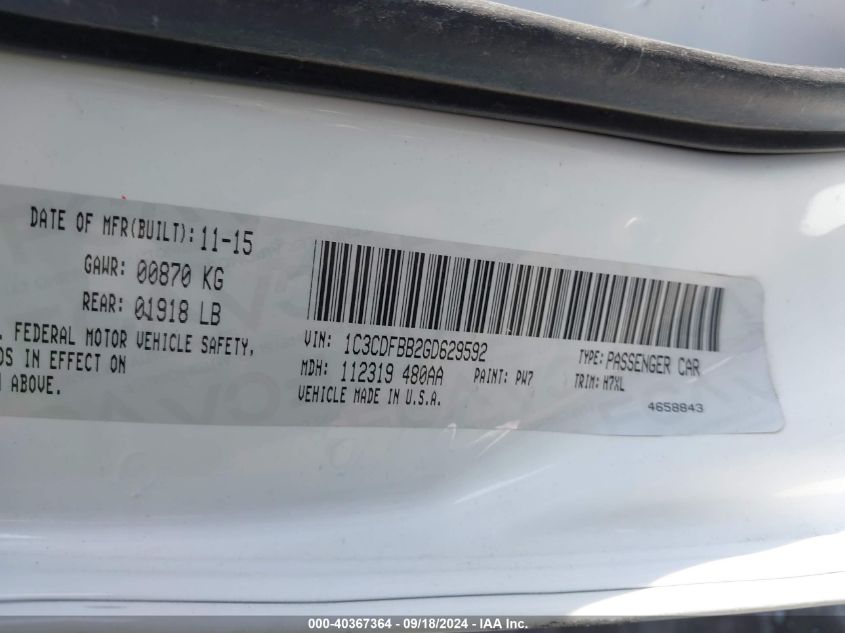 DATE OF MFR(BUILT): 11-15
GAWR: 00870 KG
REAR: 01918 LB
FEDERAL MOTOR VEHICLE SAFETY,
IN EFFECT ON
ABOVE.
VIN: 1C3CDFBB2GD629592
TYPE: PASSENGER CAR
MDH: 112319 480AA
PAINT: PW7
TRIM: H7XL
VEHICLE MADE IN U.S.A.
4658843
000-40367364 - 09/18/2024 - IAA Inc.